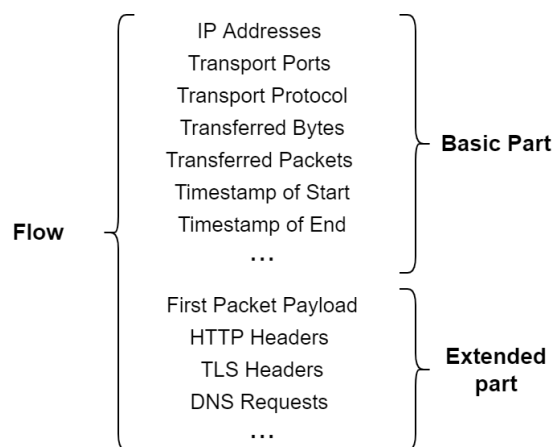 IP Addresses
Transport Ports
Transport Protocol
Transferred Bytes
Transferred Packets
Timestamp of Start
Timestamp of End
...
Basic Part
Flow
First Packet Payload
HTTP Headers
TLS Headers
DNS Requests
...
Extended
part